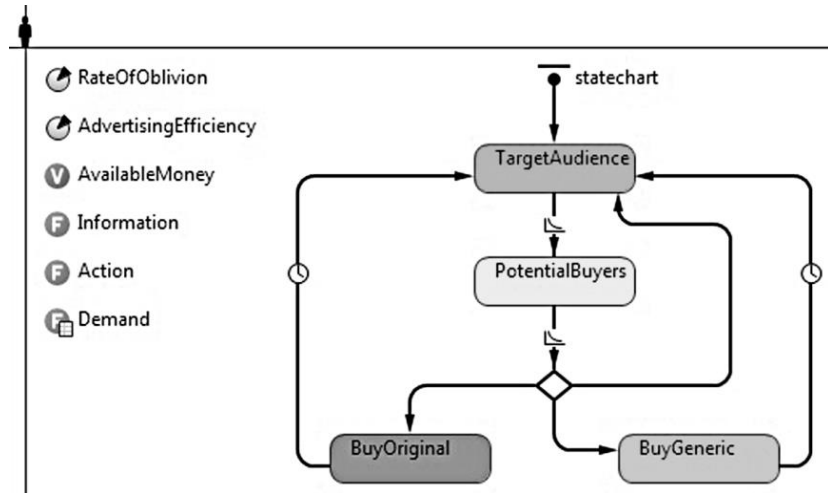 RateOfOblivion
AdvertisingEfficiency
V AvailableMoney
F Information
F Action
F Demand
statechart
TargetAudience
PotentialBuyers
BuyOriginal
BuyGeneric